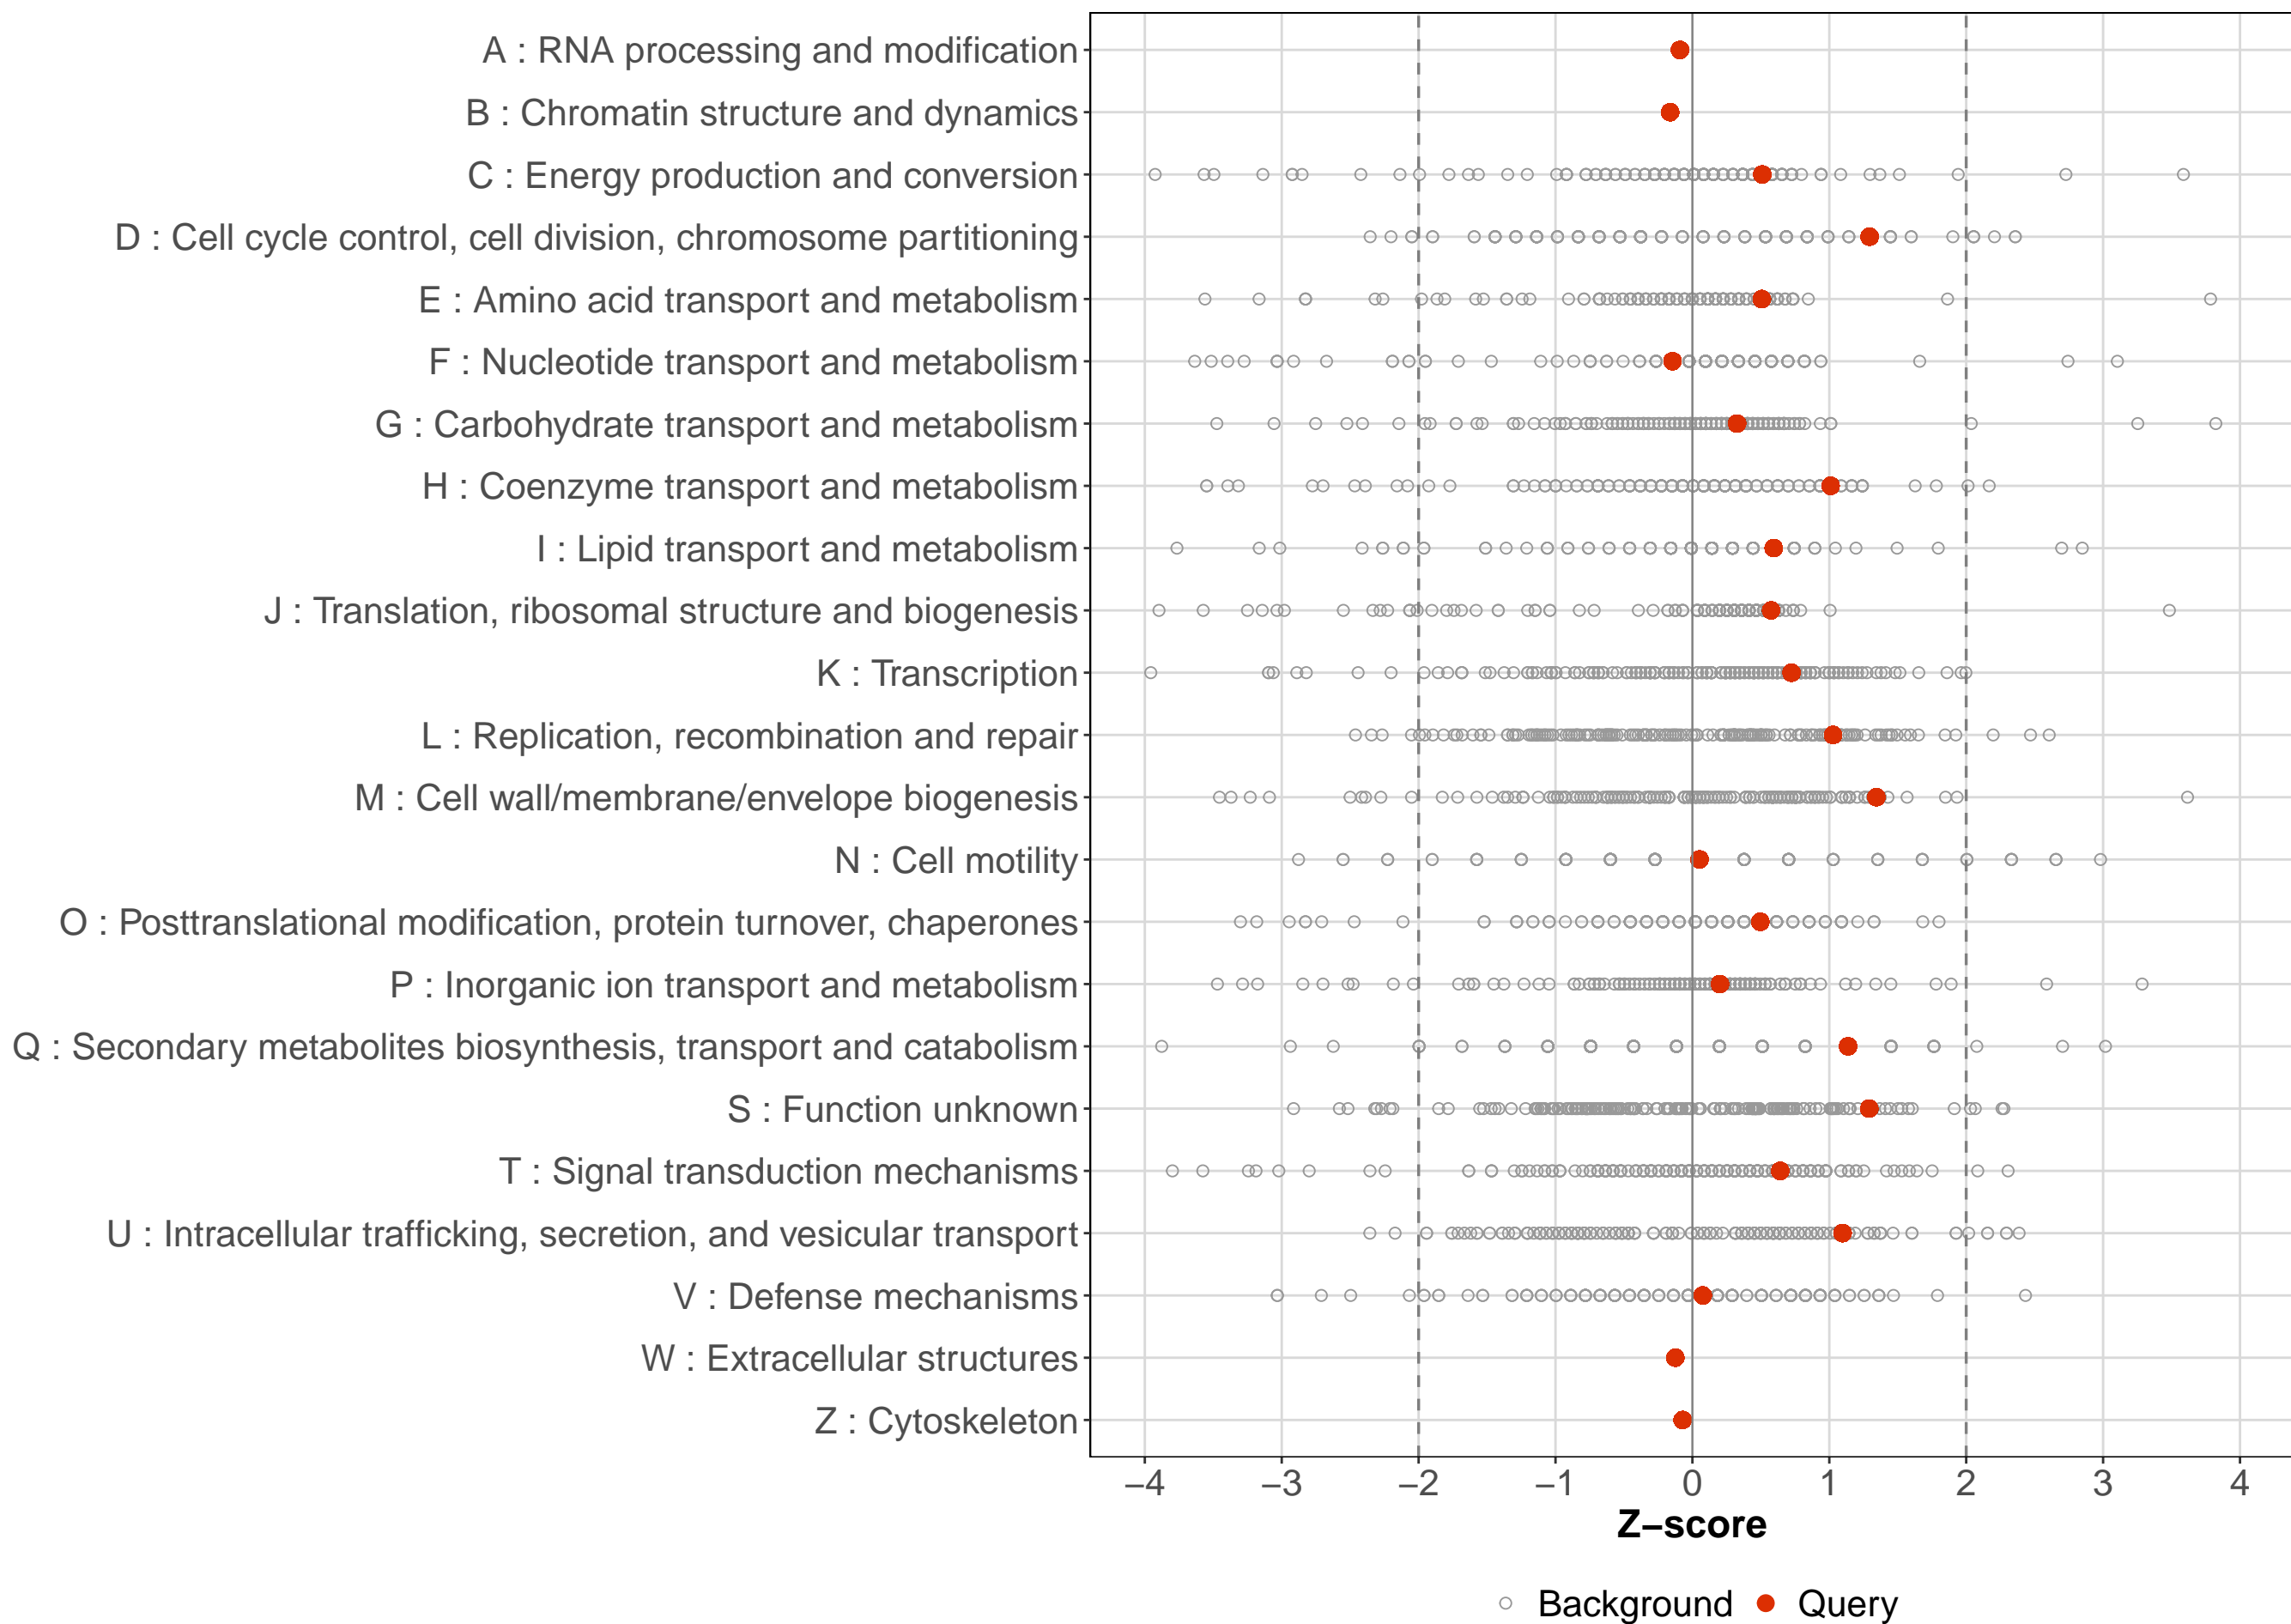 A : RNA processing and modification
B : Chromatin structure and dynamics
C : Energy production and conversion
D : Cell cycle control, cell division, chromosome partitioning
E : Amino acid transport and metabolism
F : Nucleotide transport and metabolism
G : Carbohydrate transport and metabolism
H : Coenzyme transport and metabolism
I : Lipid transport and metabolism
J : Translation, ribosomal structure and biogenesis
K : Transcription
L : Replication, recombination and repair
M : Cell wall/membrane/envelope biogenesis
N : Cell motility
O : Posttranslational modification, protein turnover, chaperones
P : Inorganic ion transport and metabolism
Q : Secondary metabolites biosynthesis, transport and catabolism
S : Function unknown
T : Signal transduction mechanisms
U : Intracellular trafficking, secretion, and vesicular transport
V : Defense mechanisms
W : Extracellular structures
Z : Cytoskeleton
−4 −3 −2 −1 0 1 2 3 4
Z−score
Background Query